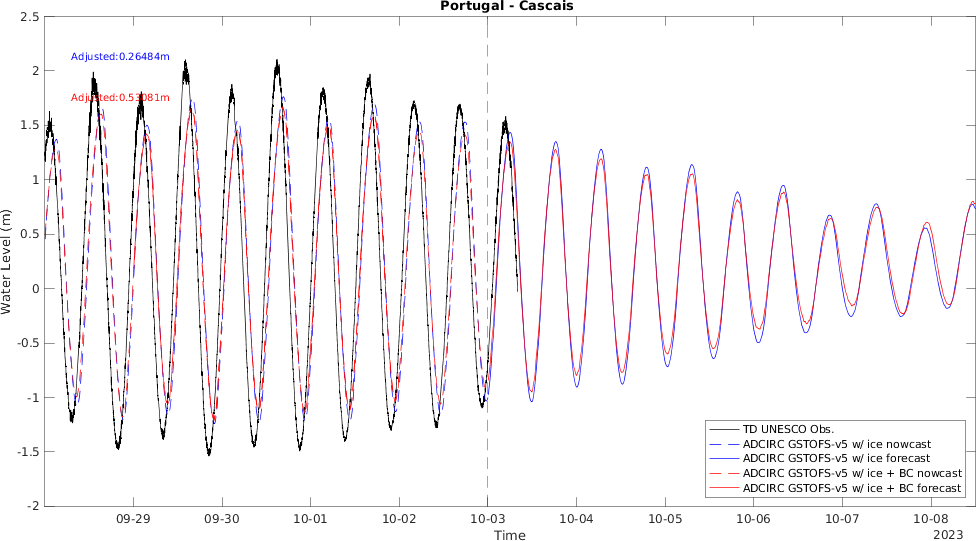 Portugal - Cascais
2.5
2
1.5
1
0.5
0
-0.5
-1
-1.5
-2
Water Level (m)
Adjusted:0.26484m
Adjusted:0.53081m
TD UNESCO Obs.
ADCIRC GSTOFS-v5 w/ ice nowcast
ADCIRC GSTOFS-v5 w/ ice forecast
ADCIRC GSTOFS-v5 w/ ice + BC nowcast
ADCIRC GSTOFS-v5 w/ ice + BC forecast
09-29 09-30 10-01 10-02 10-03 10-04 10-05 10-06 10-07 10-08
Time
2023